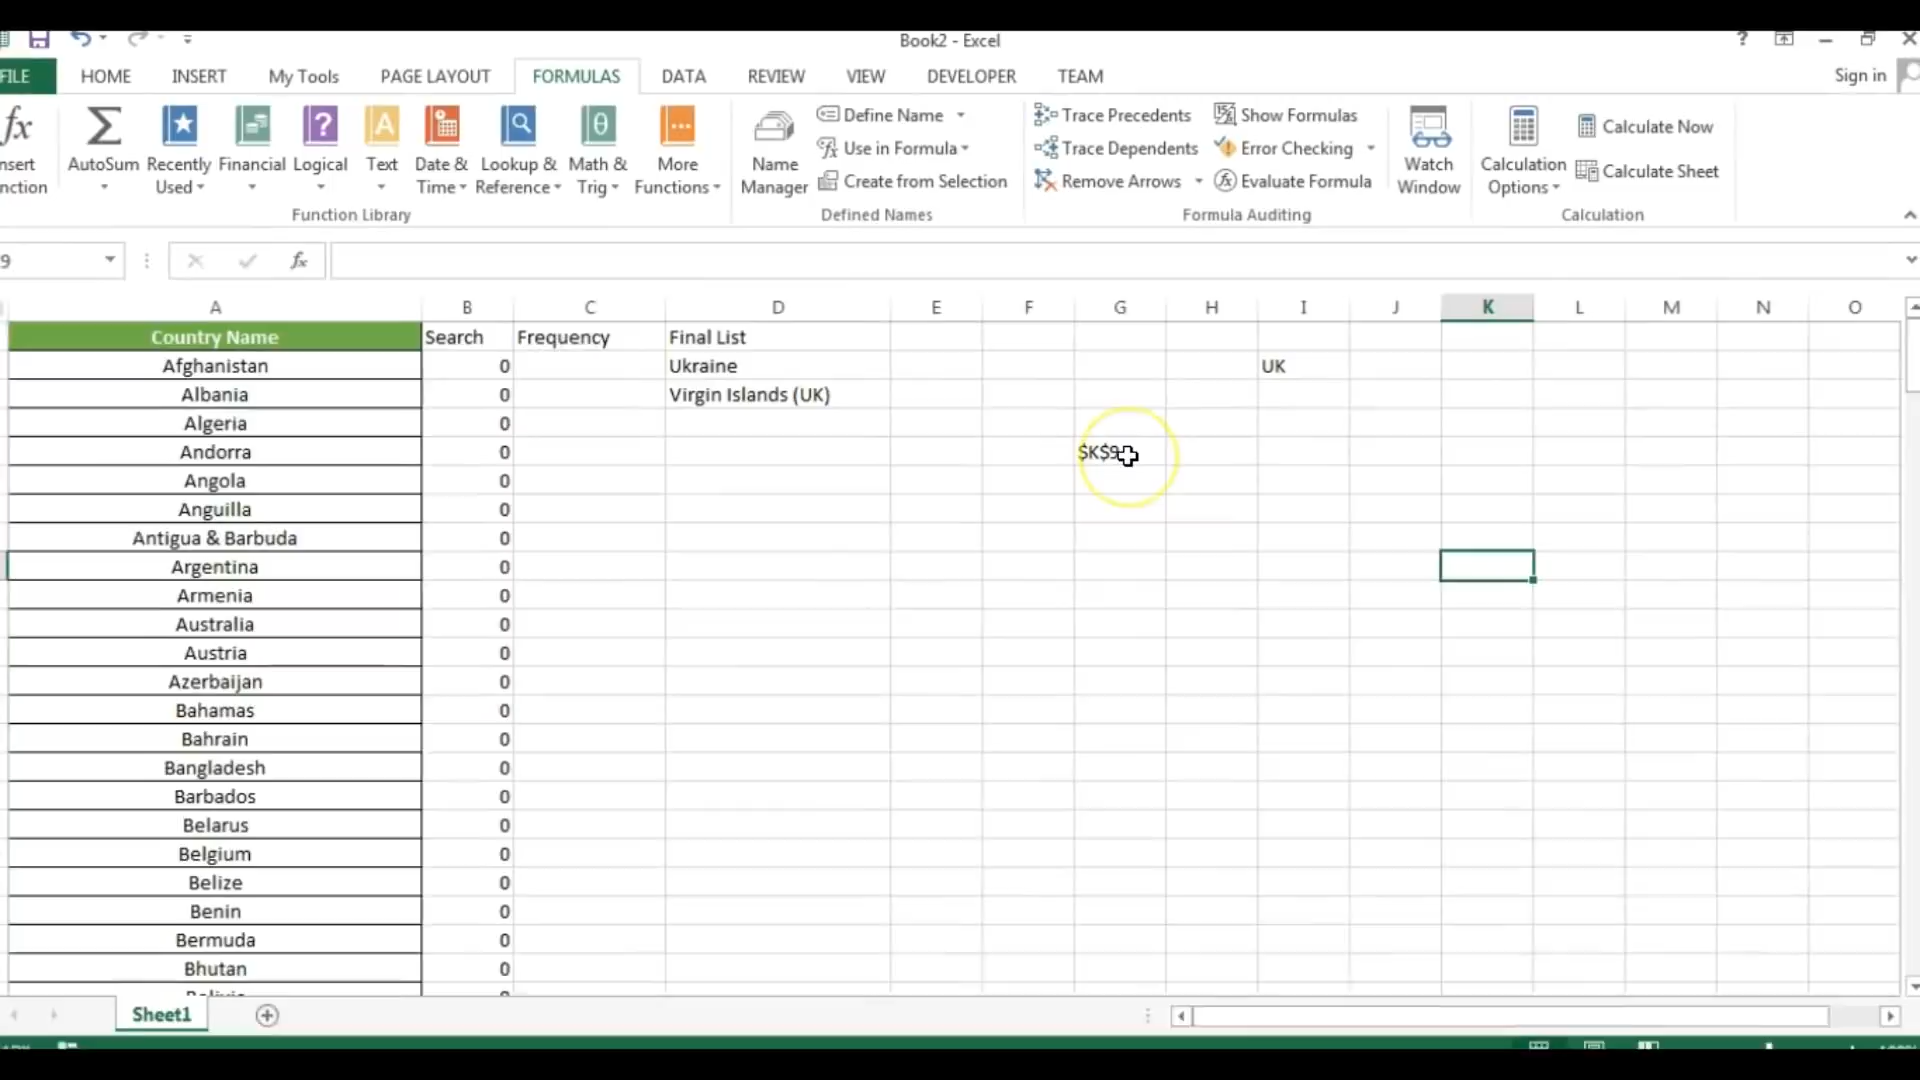 Book2 - Excel
?
FILE HOME INSERT My Tools PAGE LAYOUT FORMULAS DATA REVIEW VIEW DEVELOPER TEAM Sign in
fx AutoSum Recently Used Financial Logical Text Date & Time Lookup & Reference Math & Trig More Functions
Name Manager
Define Name
Use in Formula
Create from Selection
Trace Precedents
Trace Dependents
Remove Arrows
Show Formulas
Error Checking
Evaluate Formula
Watch Window
Calculation Options
Calculate Now
Calculate Sheet
Function Library Defined Names Formula Auditing Calculation
9 fx
A B C D E F G H I J K L M N O
Country Name Search Frequency Final List
Afghanistan 0 Ukraine UK
Albania 0 Virgin Islands (UK)
Algeria 0
Andorra 0 $K$9
Angola 0
Anguilla 0
Antigua & Barbuda 0
Argentina 0
Armenia 0
Australia 0
Austria 0
Azerbaijan 0
Bahamas 0
Bahrain 0
Bangladesh 0
Barbados 0
Belarus 0
Belgium 0
Belize 0
Benin 0
Bermuda 0
Bhutan 0
Sheet1